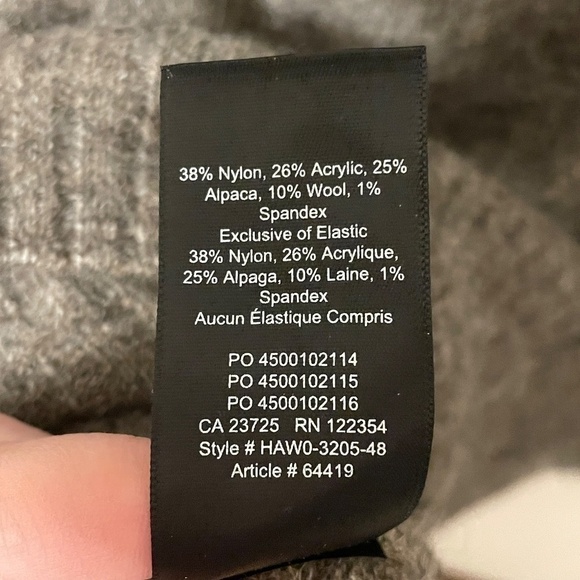 38% Nylon, 26% Acrylic, 25%
Alpaca, 10% Wool, 1%
Spandex
Exclusive of Elastic
38% Nylon, 26% Acrylique,
25% Alpaga, 10% Laine, 1%
Spandex
Aucun Élastique Compris
PO 4500102114
PO 4500102115
PO 4500102116
CA 23725 RN 122354
Style # HAW0-3205-48
Article # 64419